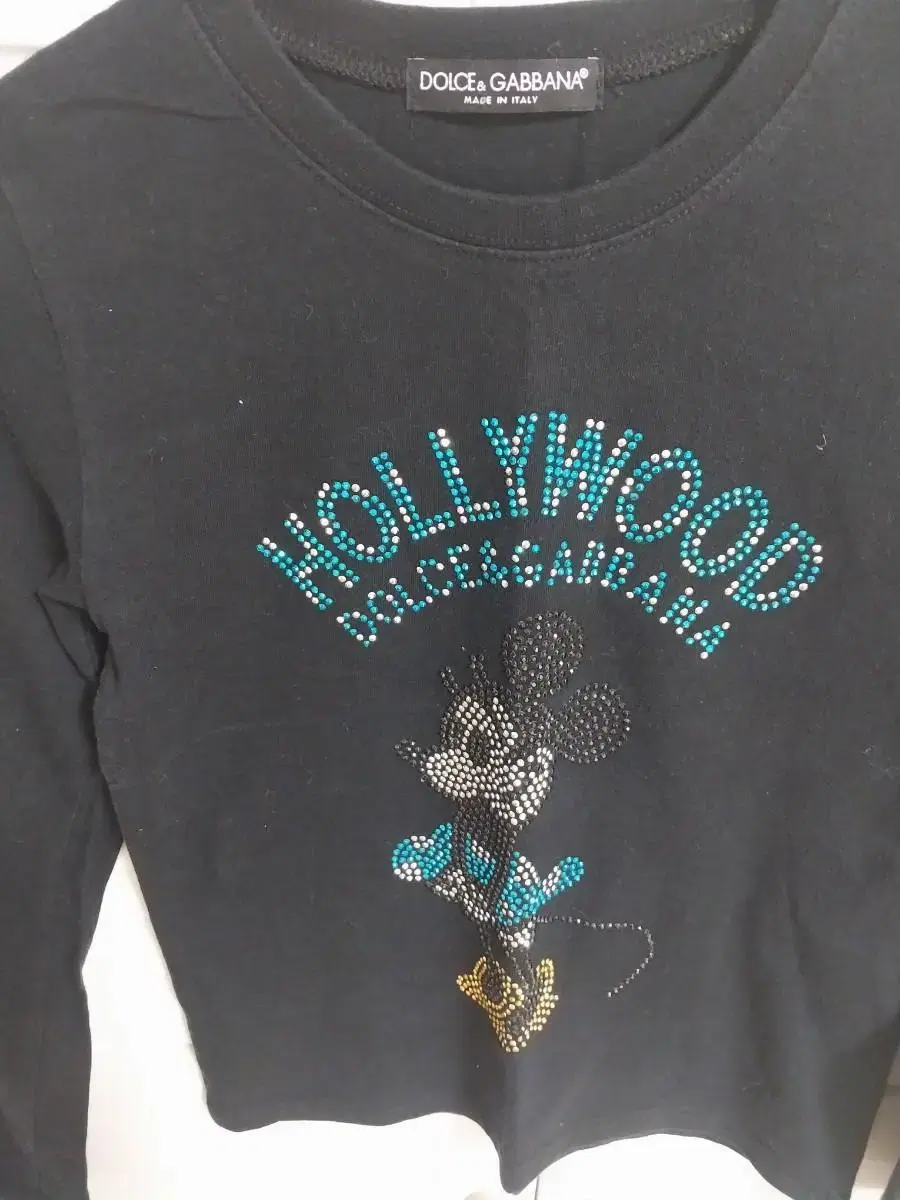 DOLCE & GABBANA®
MADE IN ITALY
HOLLYWOOD
DOLCE&GABBANA